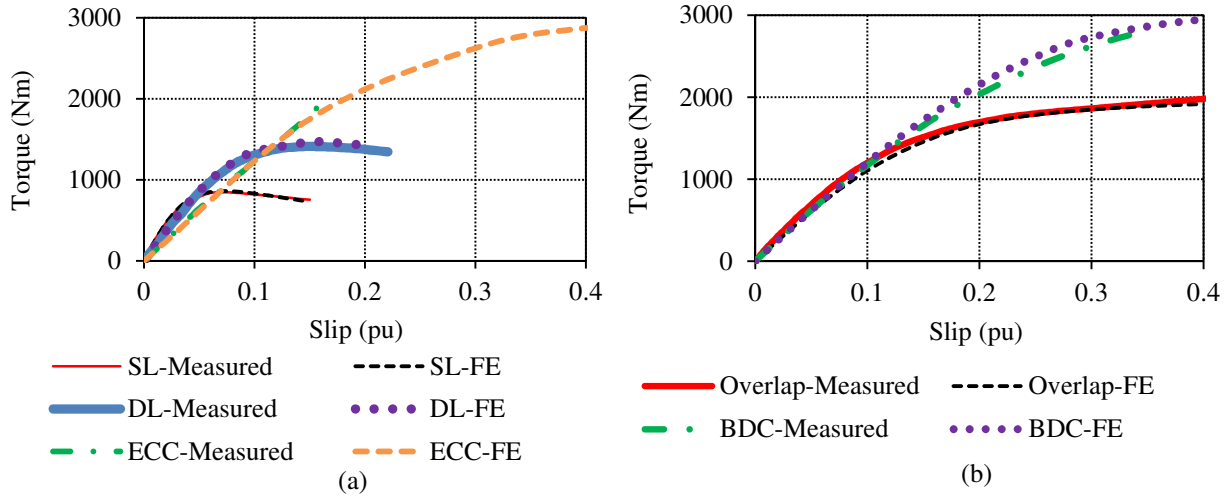 3000
2000
1000
0
Torque (Nm)
0 0.1 0.2 0.3 0.4
Slip (pu)
SL-Measured SL-FE
DL-Measured DL-FE
ECC-Measured ECC-FE
(a)
3000
2000
1000
0
Torque (Nm)
0 0.1 0.2 0.3 0.4
Slip (pu)
Overlap-Measured Overlap-FE
BDC-Measured BDC-FE
(b)